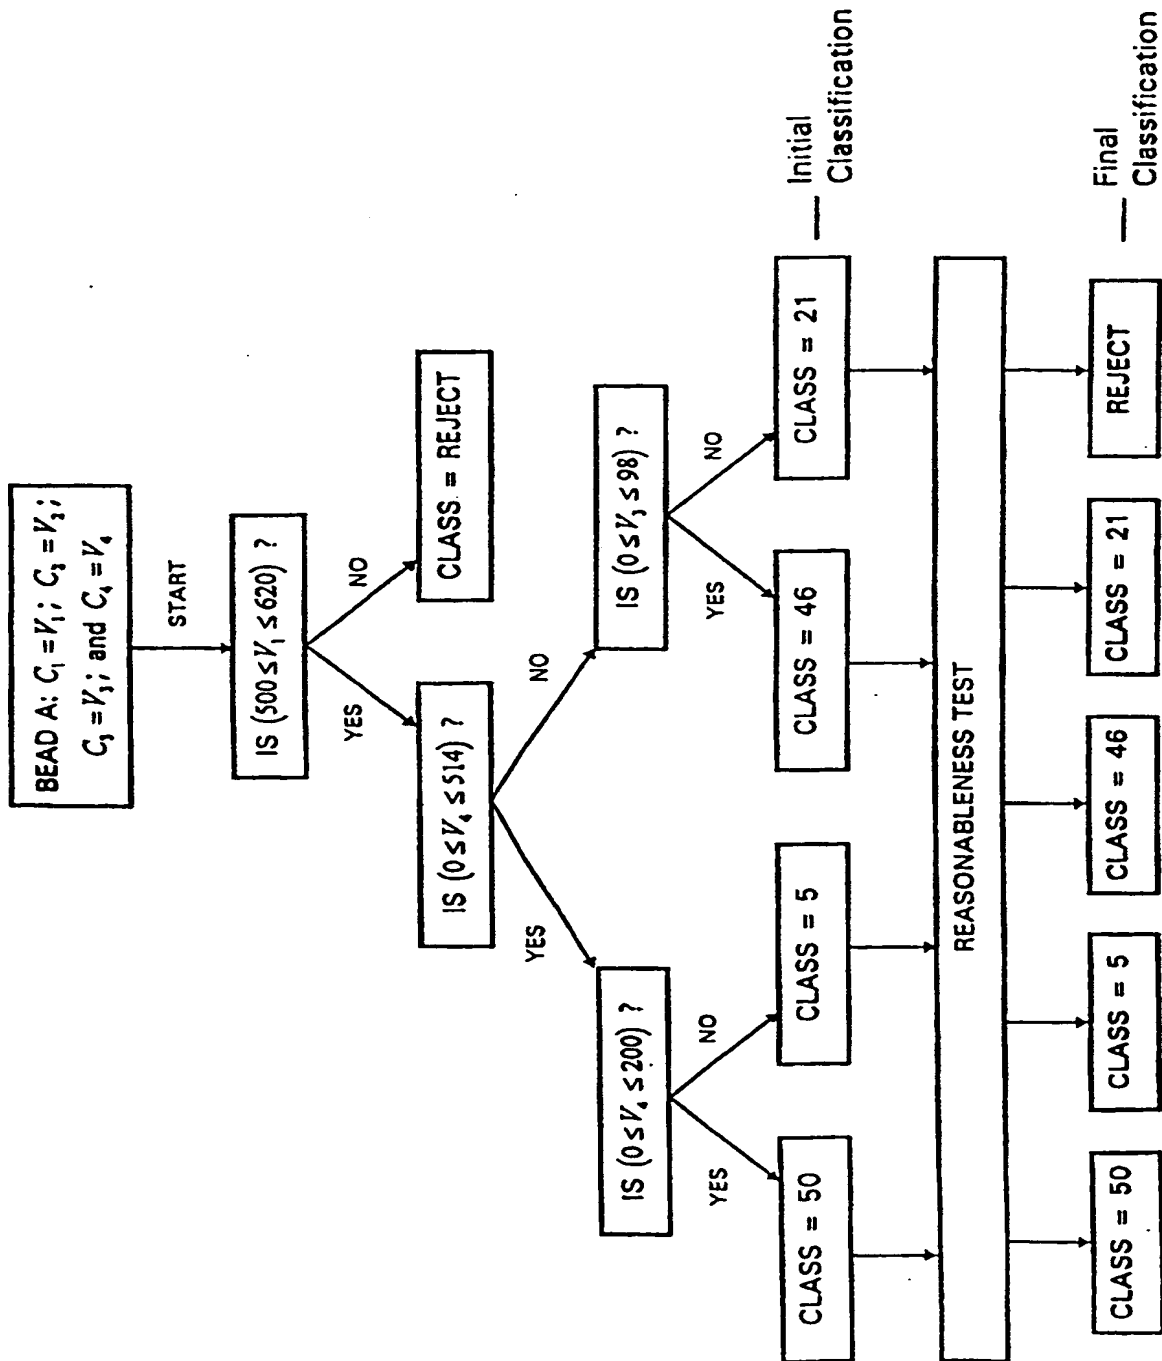 BEAD A: C₁ = V₁; C₂ = V₂;
C₃ = V₃; and C₄ = V₄
START
IS (500 ≤ V₁ ≤ 620) ?
YES
NO
CLASS = REJECT
IS (0 ≤ V₄ ≤ 514) ?
YES
NO
IS (0 ≤ V₄ ≤ 200) ?
IS (0 ≤ V₃ ≤ 98) ?
YES
NO
YES
NO
CLASS = 50
CLASS = 5
CLASS = 46
CLASS = 21
Initial
Classification
REASONABLENESS TEST
CLASS = 50
CLASS = 5
CLASS = 46
CLASS = 21
REJECT
Final
Classification